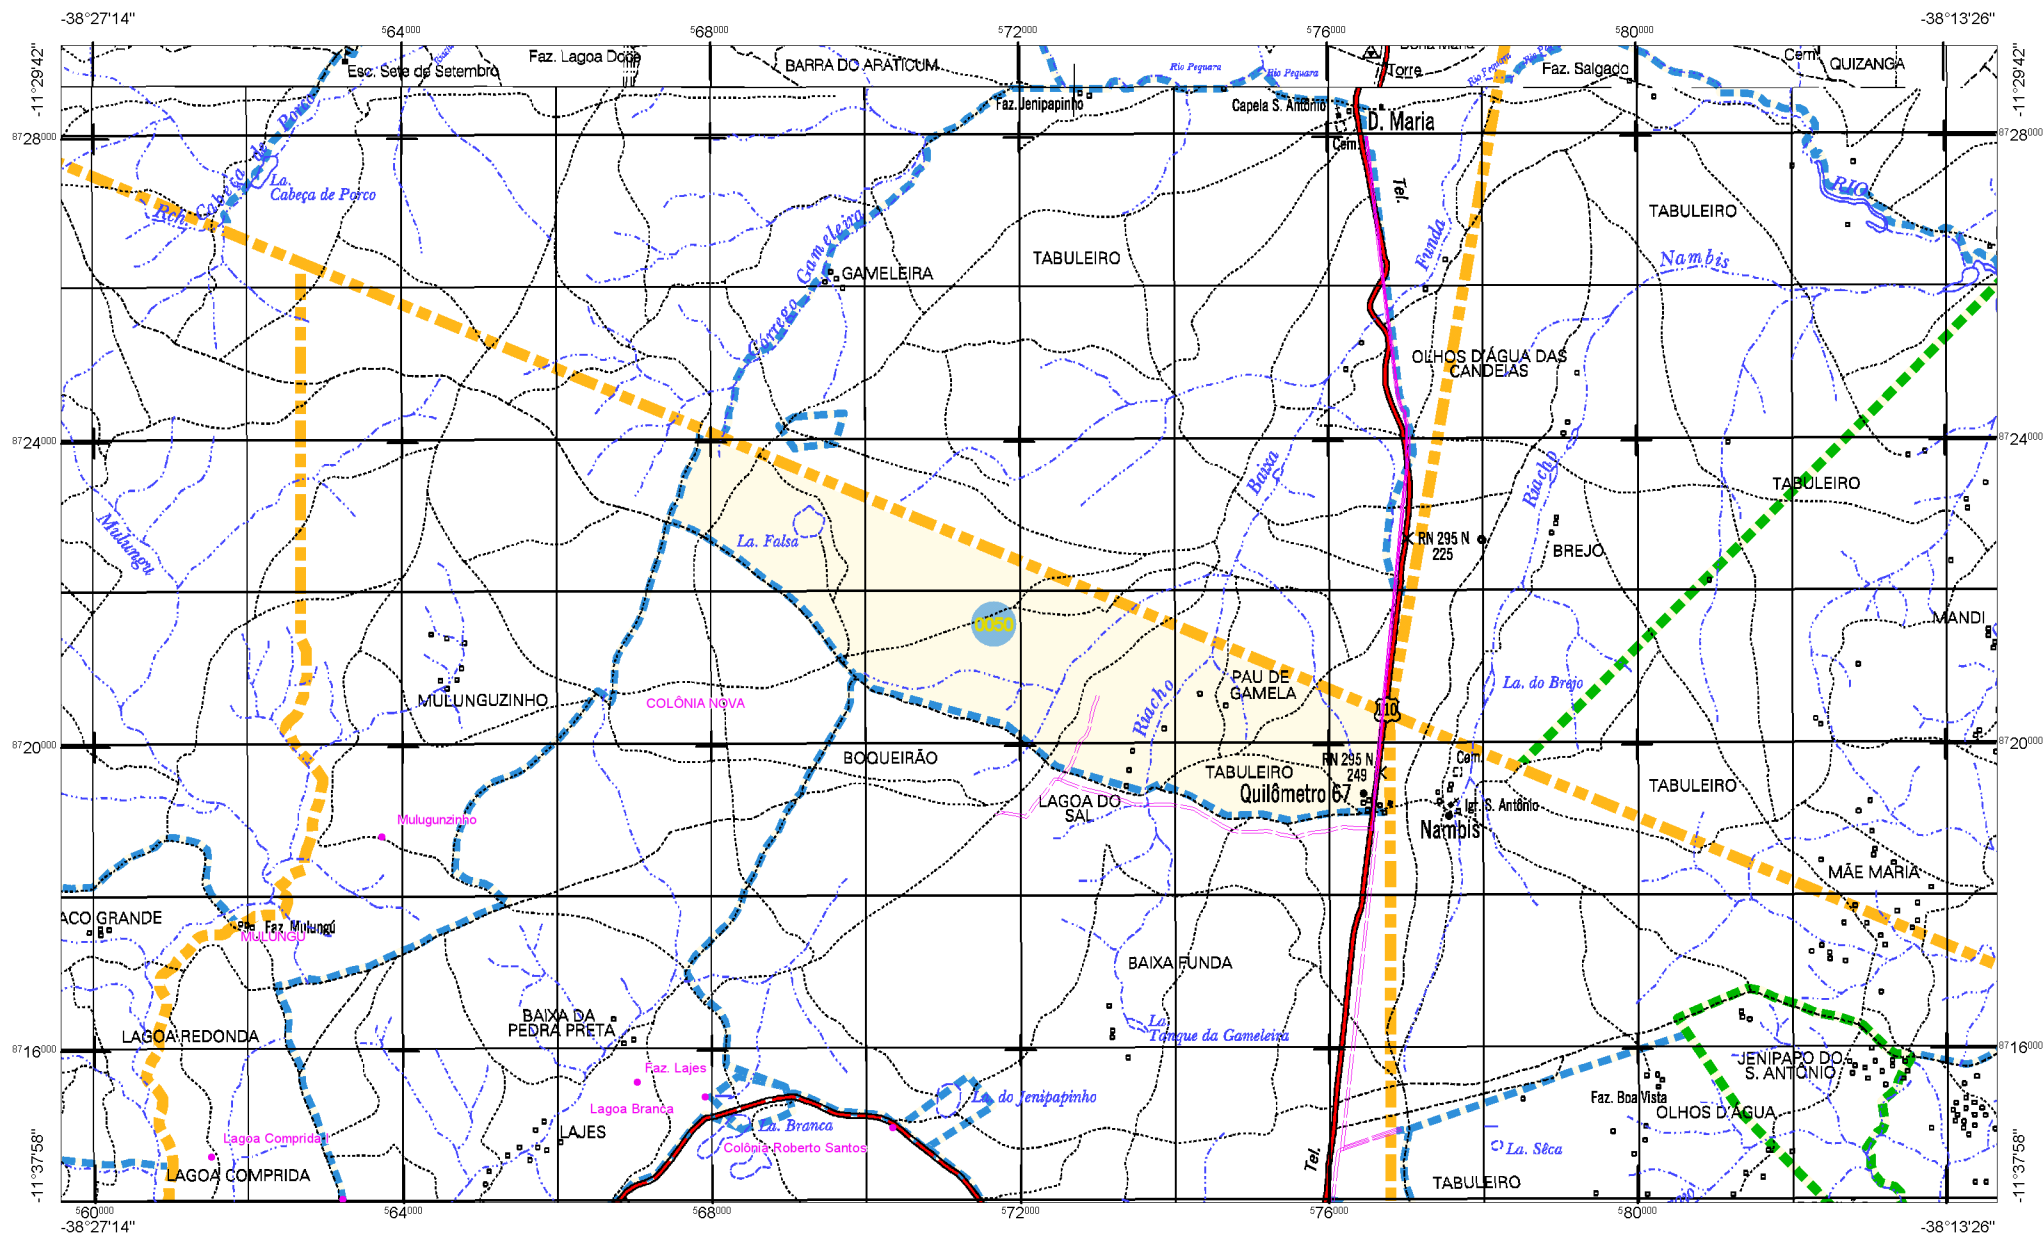 -38°27'14"
-38°13'26"
564000
568000
572000
576000
580000
-11°29'42"
-11°29'42"
Esc. Sete de Setembro
Faz. Lagoa Doce
BARRA DO ARATICUM
Rio Pequara
Rio Pequara
Rio Pequara
Torre
Faz. Salgado
Cem.
QUIZANGA
Faz. Jenipapinho
Capela S. Antônio
D. Maria
Cem.
8728000
8728000
Rch. Cabeça de Porco
La.
Cabeça de Porco
Tel.
TABULEIRO
RIO
Córrego Gameleira
GAMELEIRA
TABULEIRO
Funda
Nambis
OLHOS D'ÁGUA DAS
CANDEIAS
8724000
8724000
Baixa
Riacho
TABULEIRO
Mulungu
La. Falsa
RN 295 N
225
BREJO
0050
MANDI
MULUNGUZINHO
COLÔNIA NOVA
Riacho
PAU DE
GAMELA
La. do Brejo
110
8720000
8720000
BOQUEIRÃO
TABULEIRO
RN 295 N
249
Cem.
TABULEIRO
LAGOA DO
SAL
Quilômetro 67
Igr. S. Antônio
Nambis
Mulugunzinho
MÃE MARIA
ACO GRANDE
Faz. Mulungú
MULUNGU
BAIXA FUNDA
LAGOA REDONDA
BAIXA DA
PEDRA PRETA
La.
Tanque da Gameleira
8716000
8716000
JENIPAPO DO
S. ANTÔNIO
Faz. Lajes
Lagoa Branca
La. do Jenipapinho
Faz. Boa Vista
OLHOS D'ÁGUA
La. Branca
LAJES
Lagoa Comprida I
Colônia Roberto Santos
La. Sêca
LAGOA COMPRIDA
Tel.
TABULEIRO
-11°37'58"
-11°37'58"
560000
564000
568000
572000
576000
580000
-38°27'14"
-38°13'26"